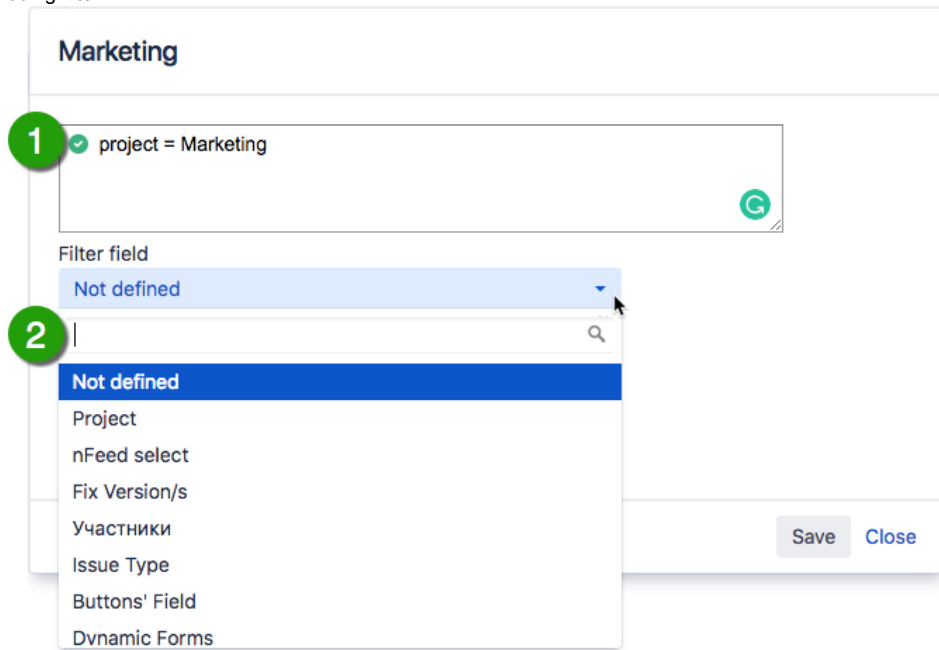 Marketing
1
project = Marketing
Filter field
Not defined
2
Not defined
Project
nFeed select
Fix Version/s
Участники
Issue Type
Buttons' Field
Dynamic Forms
Save Close